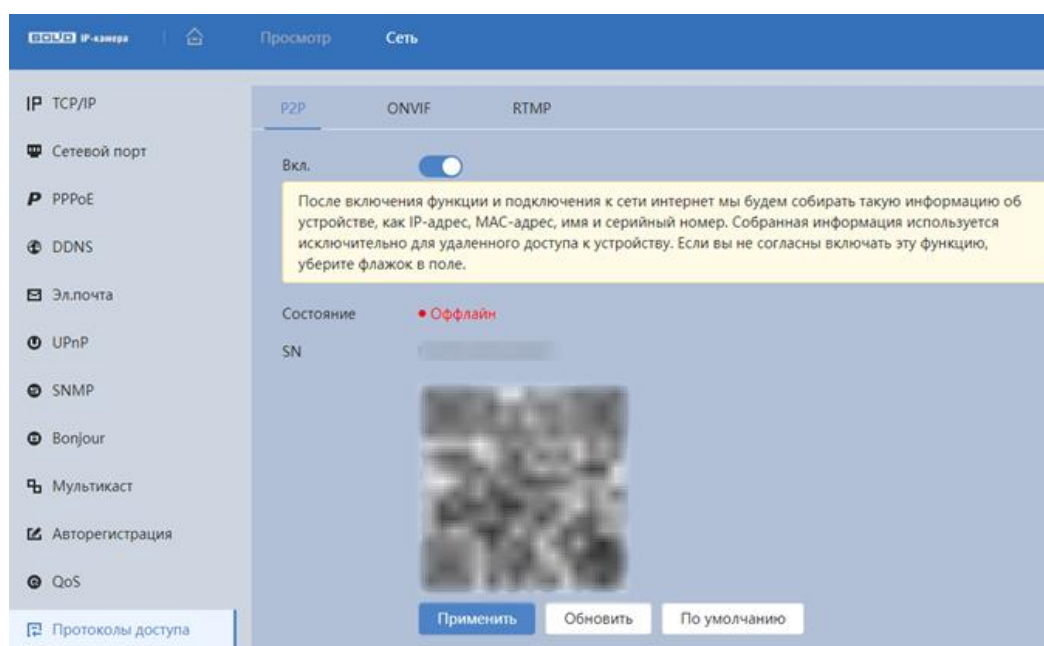 BOLID IP-камера
Просмотр
Сеть
IP TCP/IP
Сетевой порт
P PPPoE
DDNS
Эл.почта
UPnP
SNMP
Bonjour
Мультикаст
Авторегистрация
QoS
Протоколы доступа
P2P
ONVIF
RTMP
Вкл.
После включения функции и подключения к сети интернет мы будем собирать такую информацию об
устройстве, как IP-адрес, MAC-адрес, имя и серийный номер. Собранная информация используется
исключительно для удаленного доступа к устройству. Если вы не согласны включать эту функцию,
уберите флажок в поле.
Состояние
Оффлайн
SN
Применить
Обновить
По умолчанию